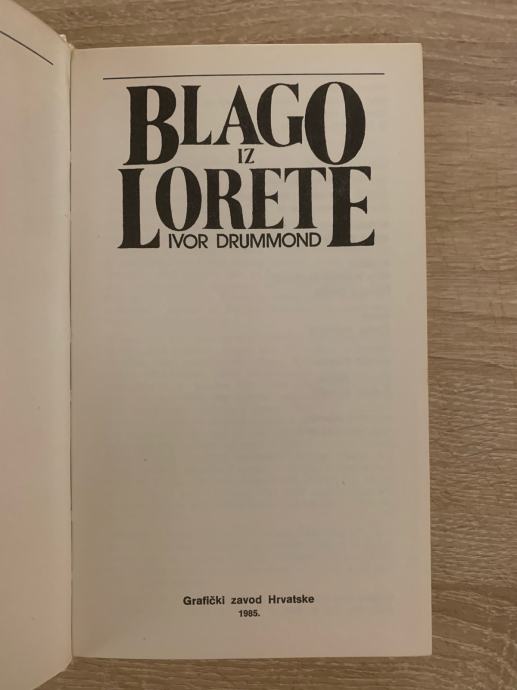 BLAGO
IZ
LORETE
IVOR DRUMMOND
Grafički zavod Hrvatske
1985.